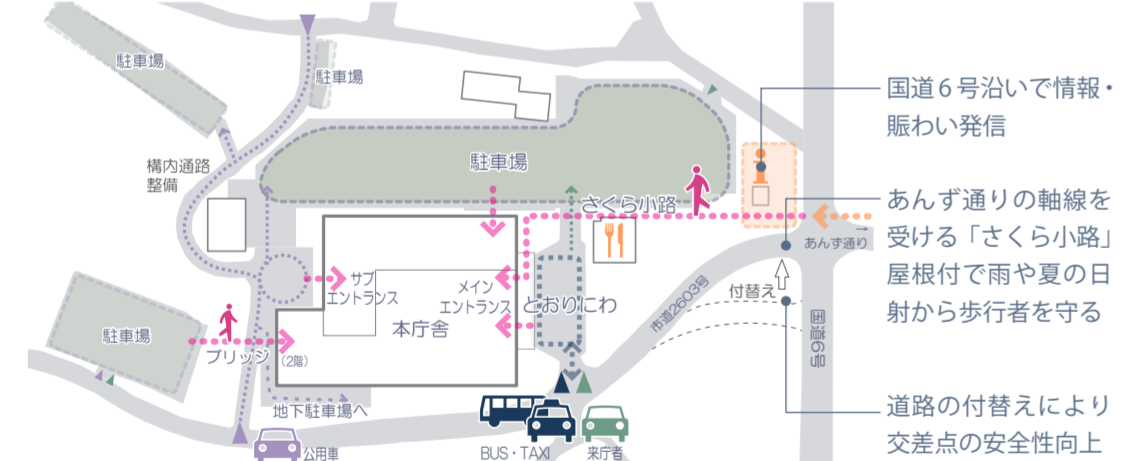 駐車場
駐車場
構内通路
整備
駐車場
さくら小路
サブ
エントランス
メイン
エントランス
とおりにわ
本庁舎
駐車場
ブリッジ
(2階)
地下駐車場へ
公用車
BUS・TAXI
来庁者
市道2603号
付替え
国道6号
→
あんず通り
国道6号沿いで情報・
賑わい発信
あんず通りの軸線を
受ける「さくら小路」
屋根付で雨や夏の日
射から歩行者を守る
道路の付替えにより
交差点の安全性向上